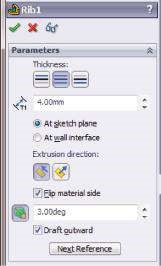 Rib1 ?
Parameters
Thickness:
T1
4.00mm
At sketch plane
At wall interface
Extrusion direction:
Flip material side
3.00deg
Draft outward
Next Reference